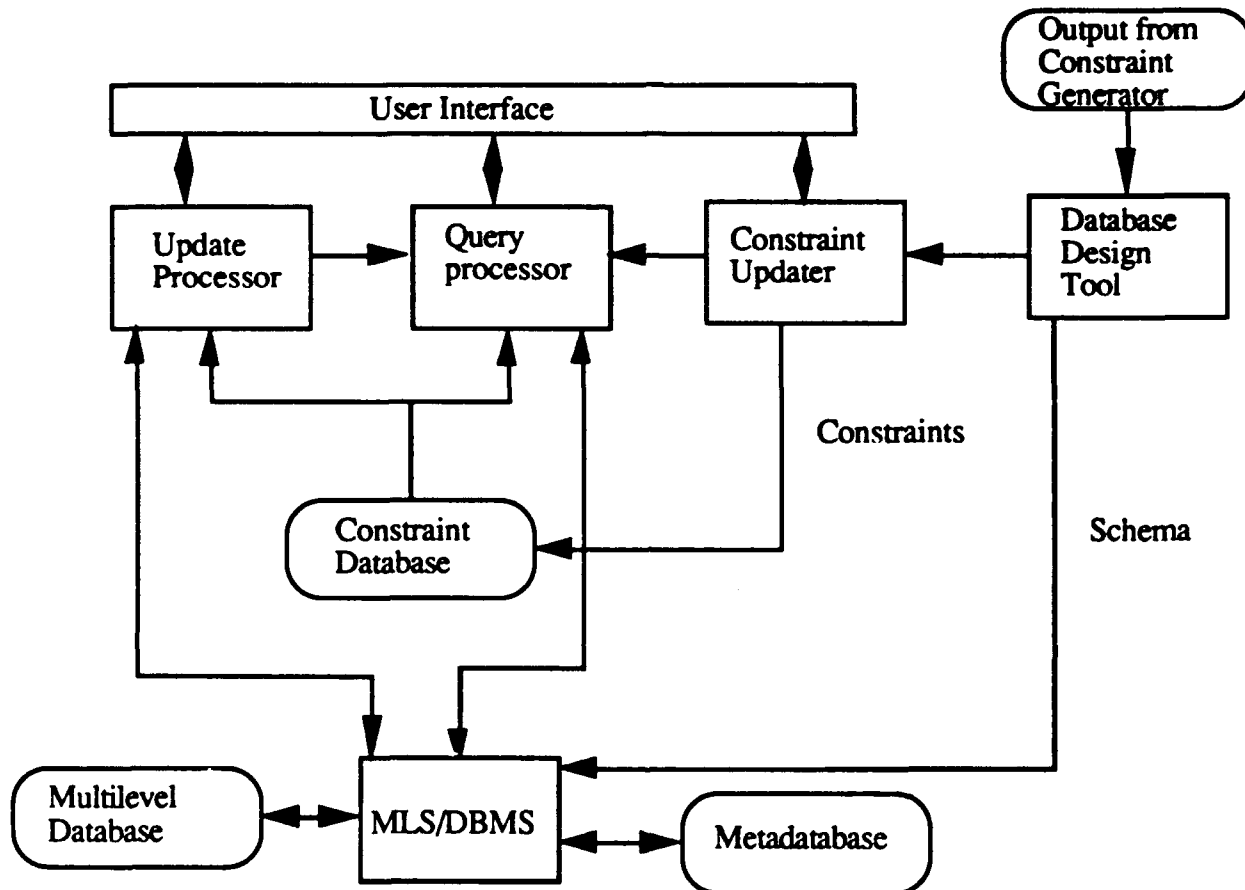 Output from
Constraint
Generator
User Interface
Update
Processor
Query
processor
Constraint
Updater
Database
Design
Tool
Constraints
Constraint
Database
Schema
Multilevel
Database
MLS/DBMS
Metadatabase